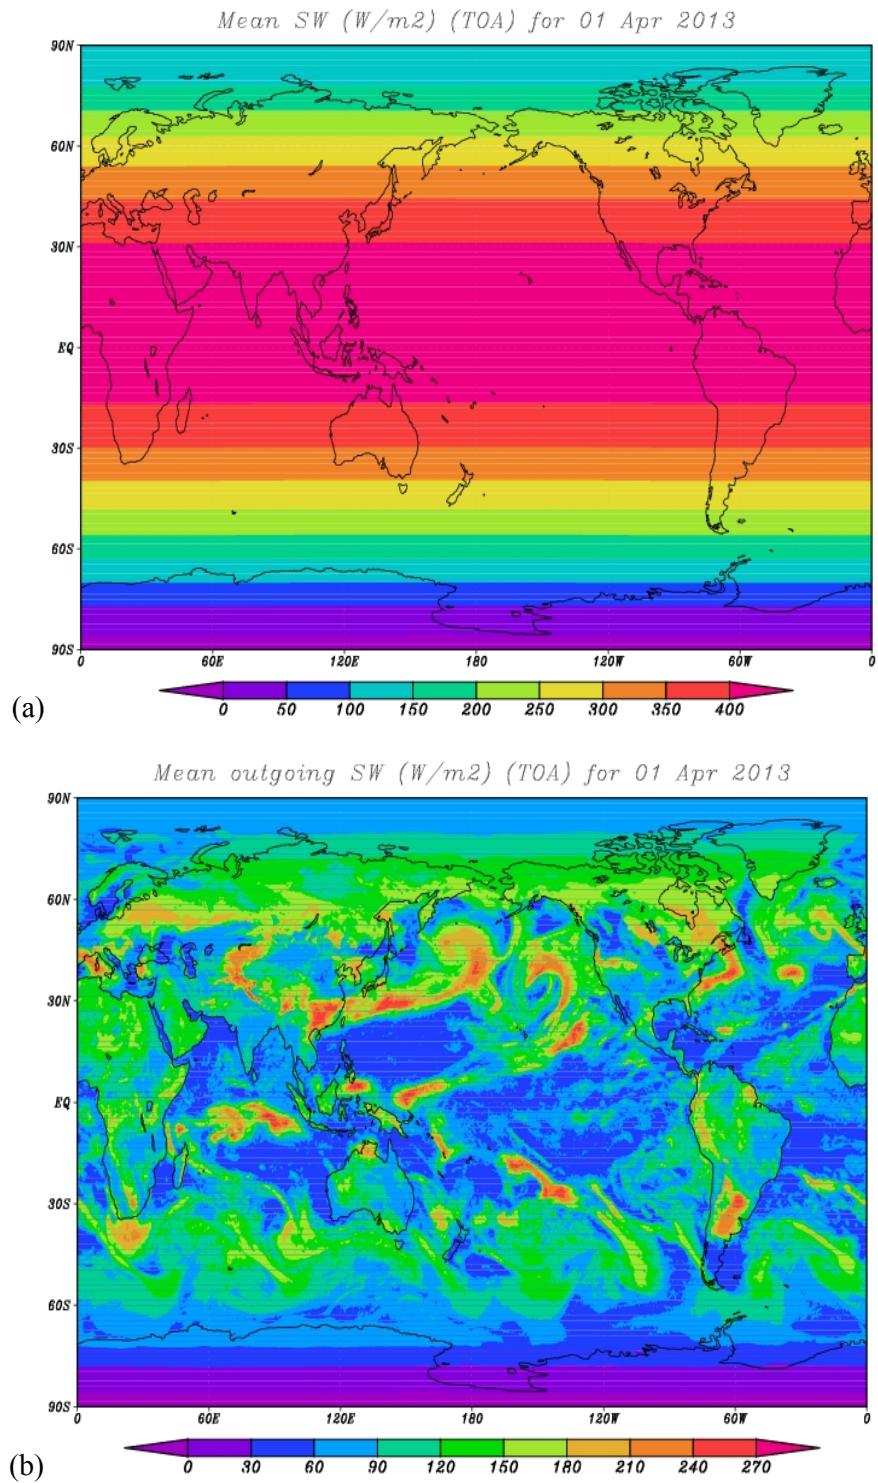 Mean SW (W/m2) (TOA) for 01 Apr 2013
90N
60N
30N
EQ
30S
60S
90S
0 60E 120E 180 120W 60W 0
0 50 100 150 200 250 300 350 400
(a)
Mean outgoing SW (W/m2) (TOA) for 01 Apr 2013
90N
60N
30N
EQ
30S
60S
90S
0 60E 120E 180 120W 60W 0
0 30 60 90 120 150 180 210 240 270
(b)